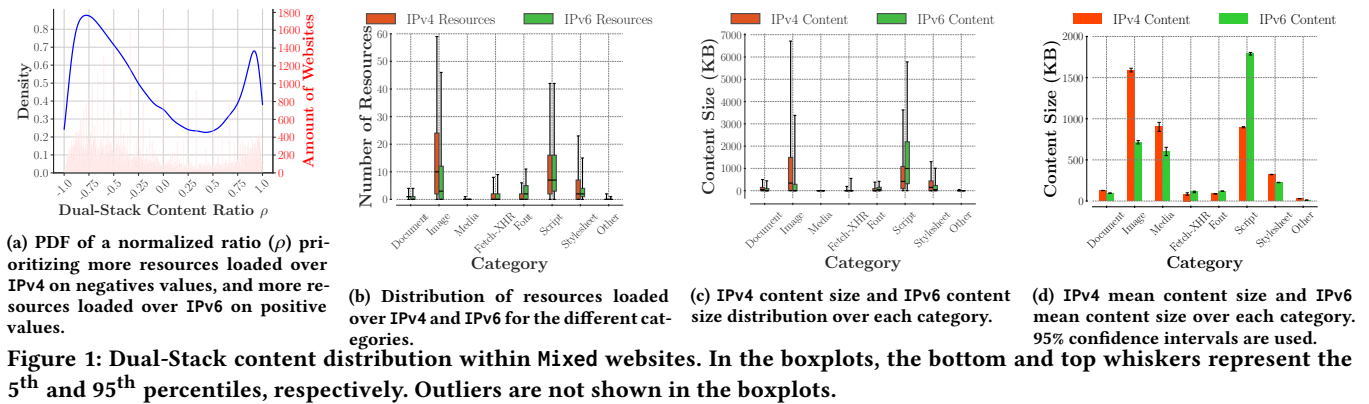 0.8
0.7
0.6
0.5
0.4
0.3
0.2
0.1
0.0
Density
1800
1600
1400
1200
1000
800
600
400
200
0
Amount of Websites
-1.0
-0.75
-0.5
-0.25
0.0
0.25
0.5
0.75
1.0
Dual-Stack Content Ratio ρ
(a) PDF of a normalized ratio (ρ) pri-
oritizing more resources loaded over
IPv4 on negatives values, and more re-
sources loaded over IPv6 on positive
values.
IPv4 Resources IPv6 Resources
60
50
40
30
20
10
0
Number of Resources
Document
Image
Media
Fetch-XHR
Font
Script
Stylesheet
Other
Category
(b) Distribution of resources loaded
over IPv4 and IPv6 for the different cat-
egories.
IPv4 Content IPv6 Content
7000
6000
5000
4000
3000
2000
1000
0
Content Size (KB)
Document
Image
Media
Fetch-XHR
Font
Script
Stylesheet
Other
Category
(c) IPv4 content size and IPv6 content
size distribution over each category.
IPv4 Content IPv6 Content
2000
1500
1000
500
0
Content Size (KB)
Document
Image
Media
Fetch-XHR
Font
Script
Stylesheet
Other
Category
(d) IPv4 mean content size and IPv6
mean content size over each category.
95% confidence intervals are used.
Figure 1: Dual-Stack content distribution within Mixed websites. In the boxplots, the bottom and top whiskers represent the
5th and 95th percentiles, respectively. Outliers are not shown in the boxplots.